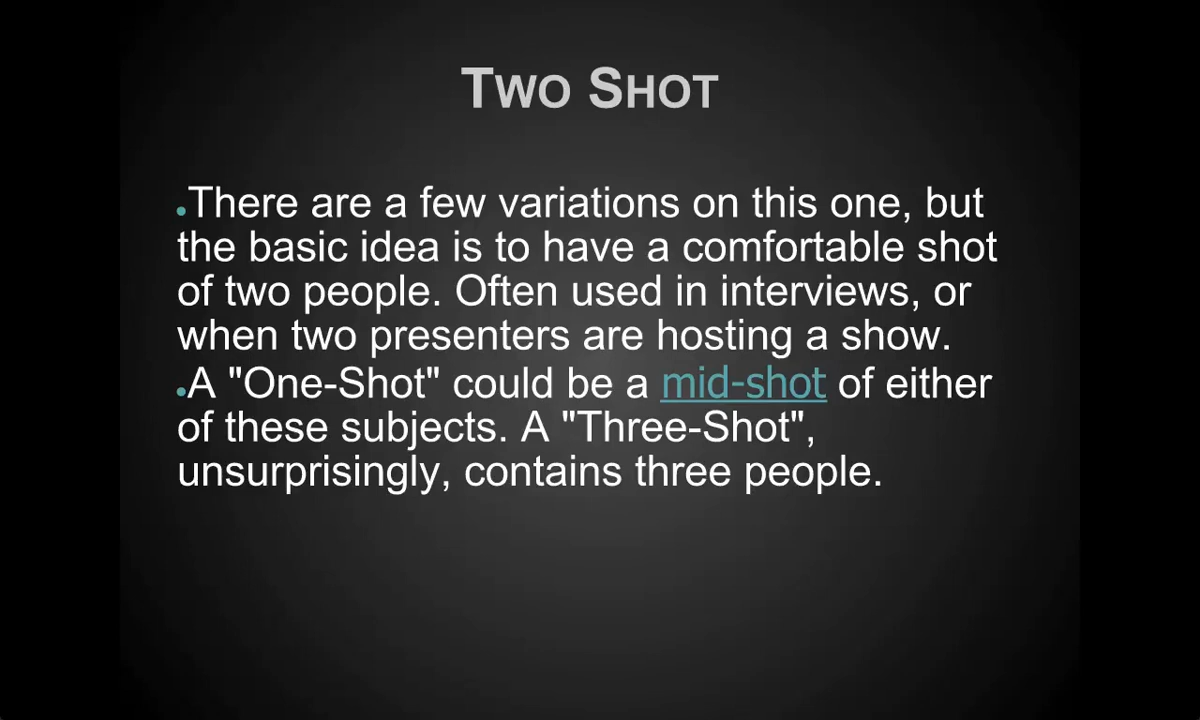 TWO SHOT
•There are a few variations on this one, but
the basic idea is to have a comfortable shot
of two people. Often used in interviews, or
when two presenters are hosting a show.
•A "One-Shot" could be a mid-shot of either
of these subjects. A "Three-Shot",
unsurprisingly, contains three people.